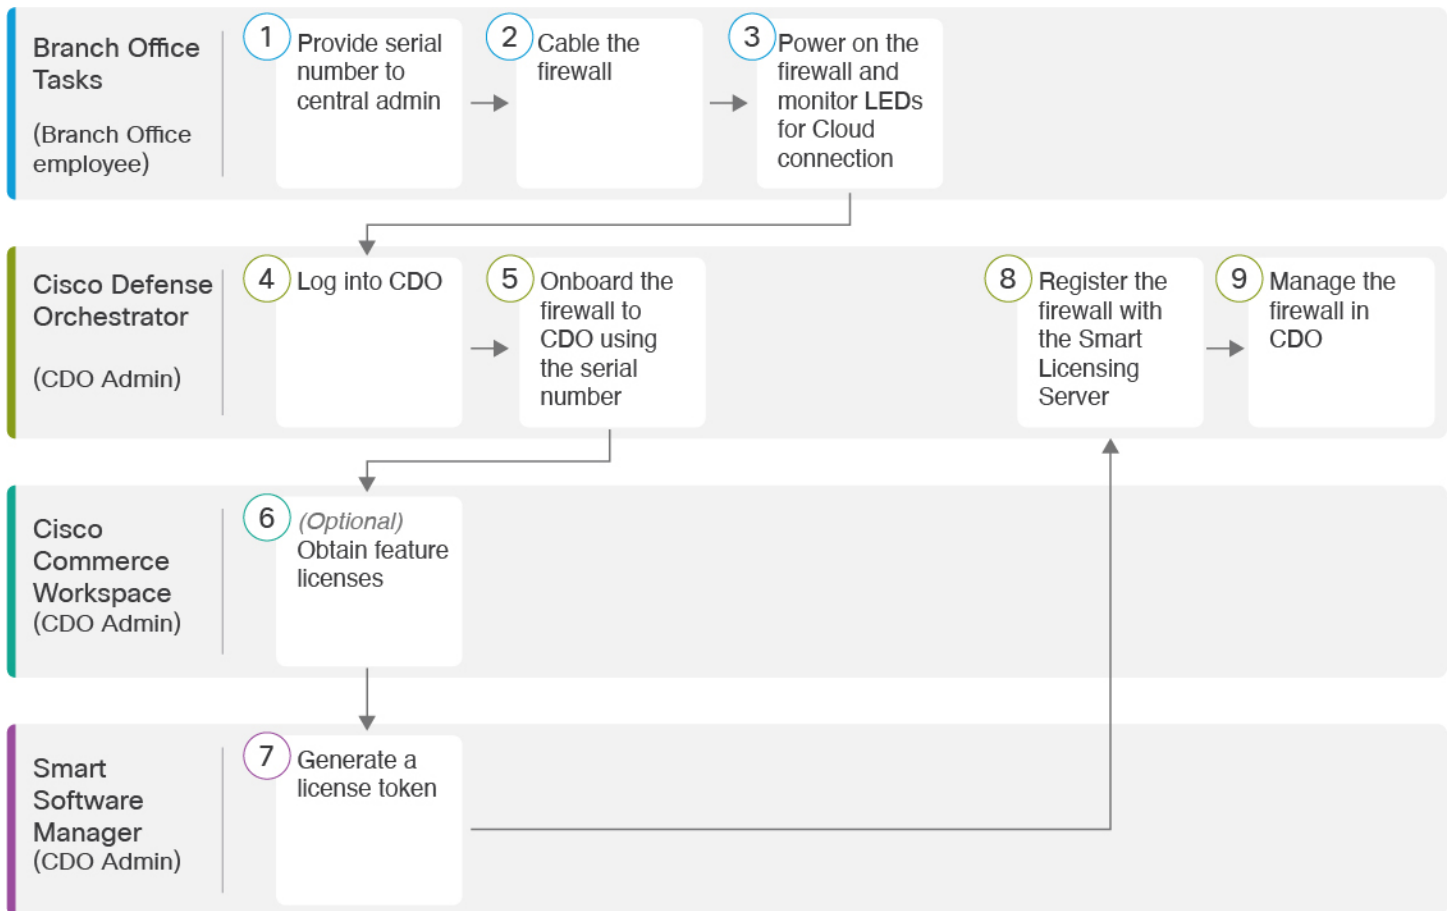 Branch Office
Tasks
(Branch Office
employee)
1
Provide serial
number to
central admin
2
Cable the
firewall
3
Power on the
firewall and
monitor LEDs
for Cloud
connection
Cisco Defense
Orchestrator
(CDO Admin)
4
Log into CDO
5
Onboard the
firewall to
CDO using
the serial
number
8
Register the
firewall with
the Smart
Licensing
Server
9
Manage the
firewall in
CDO
Cisco
Commerce
Workspace
(CDO Admin)
6
(Optional)
Obtain feature
licenses
Smart
Software
Manager
(CDO Admin)
7
Generate a
license token